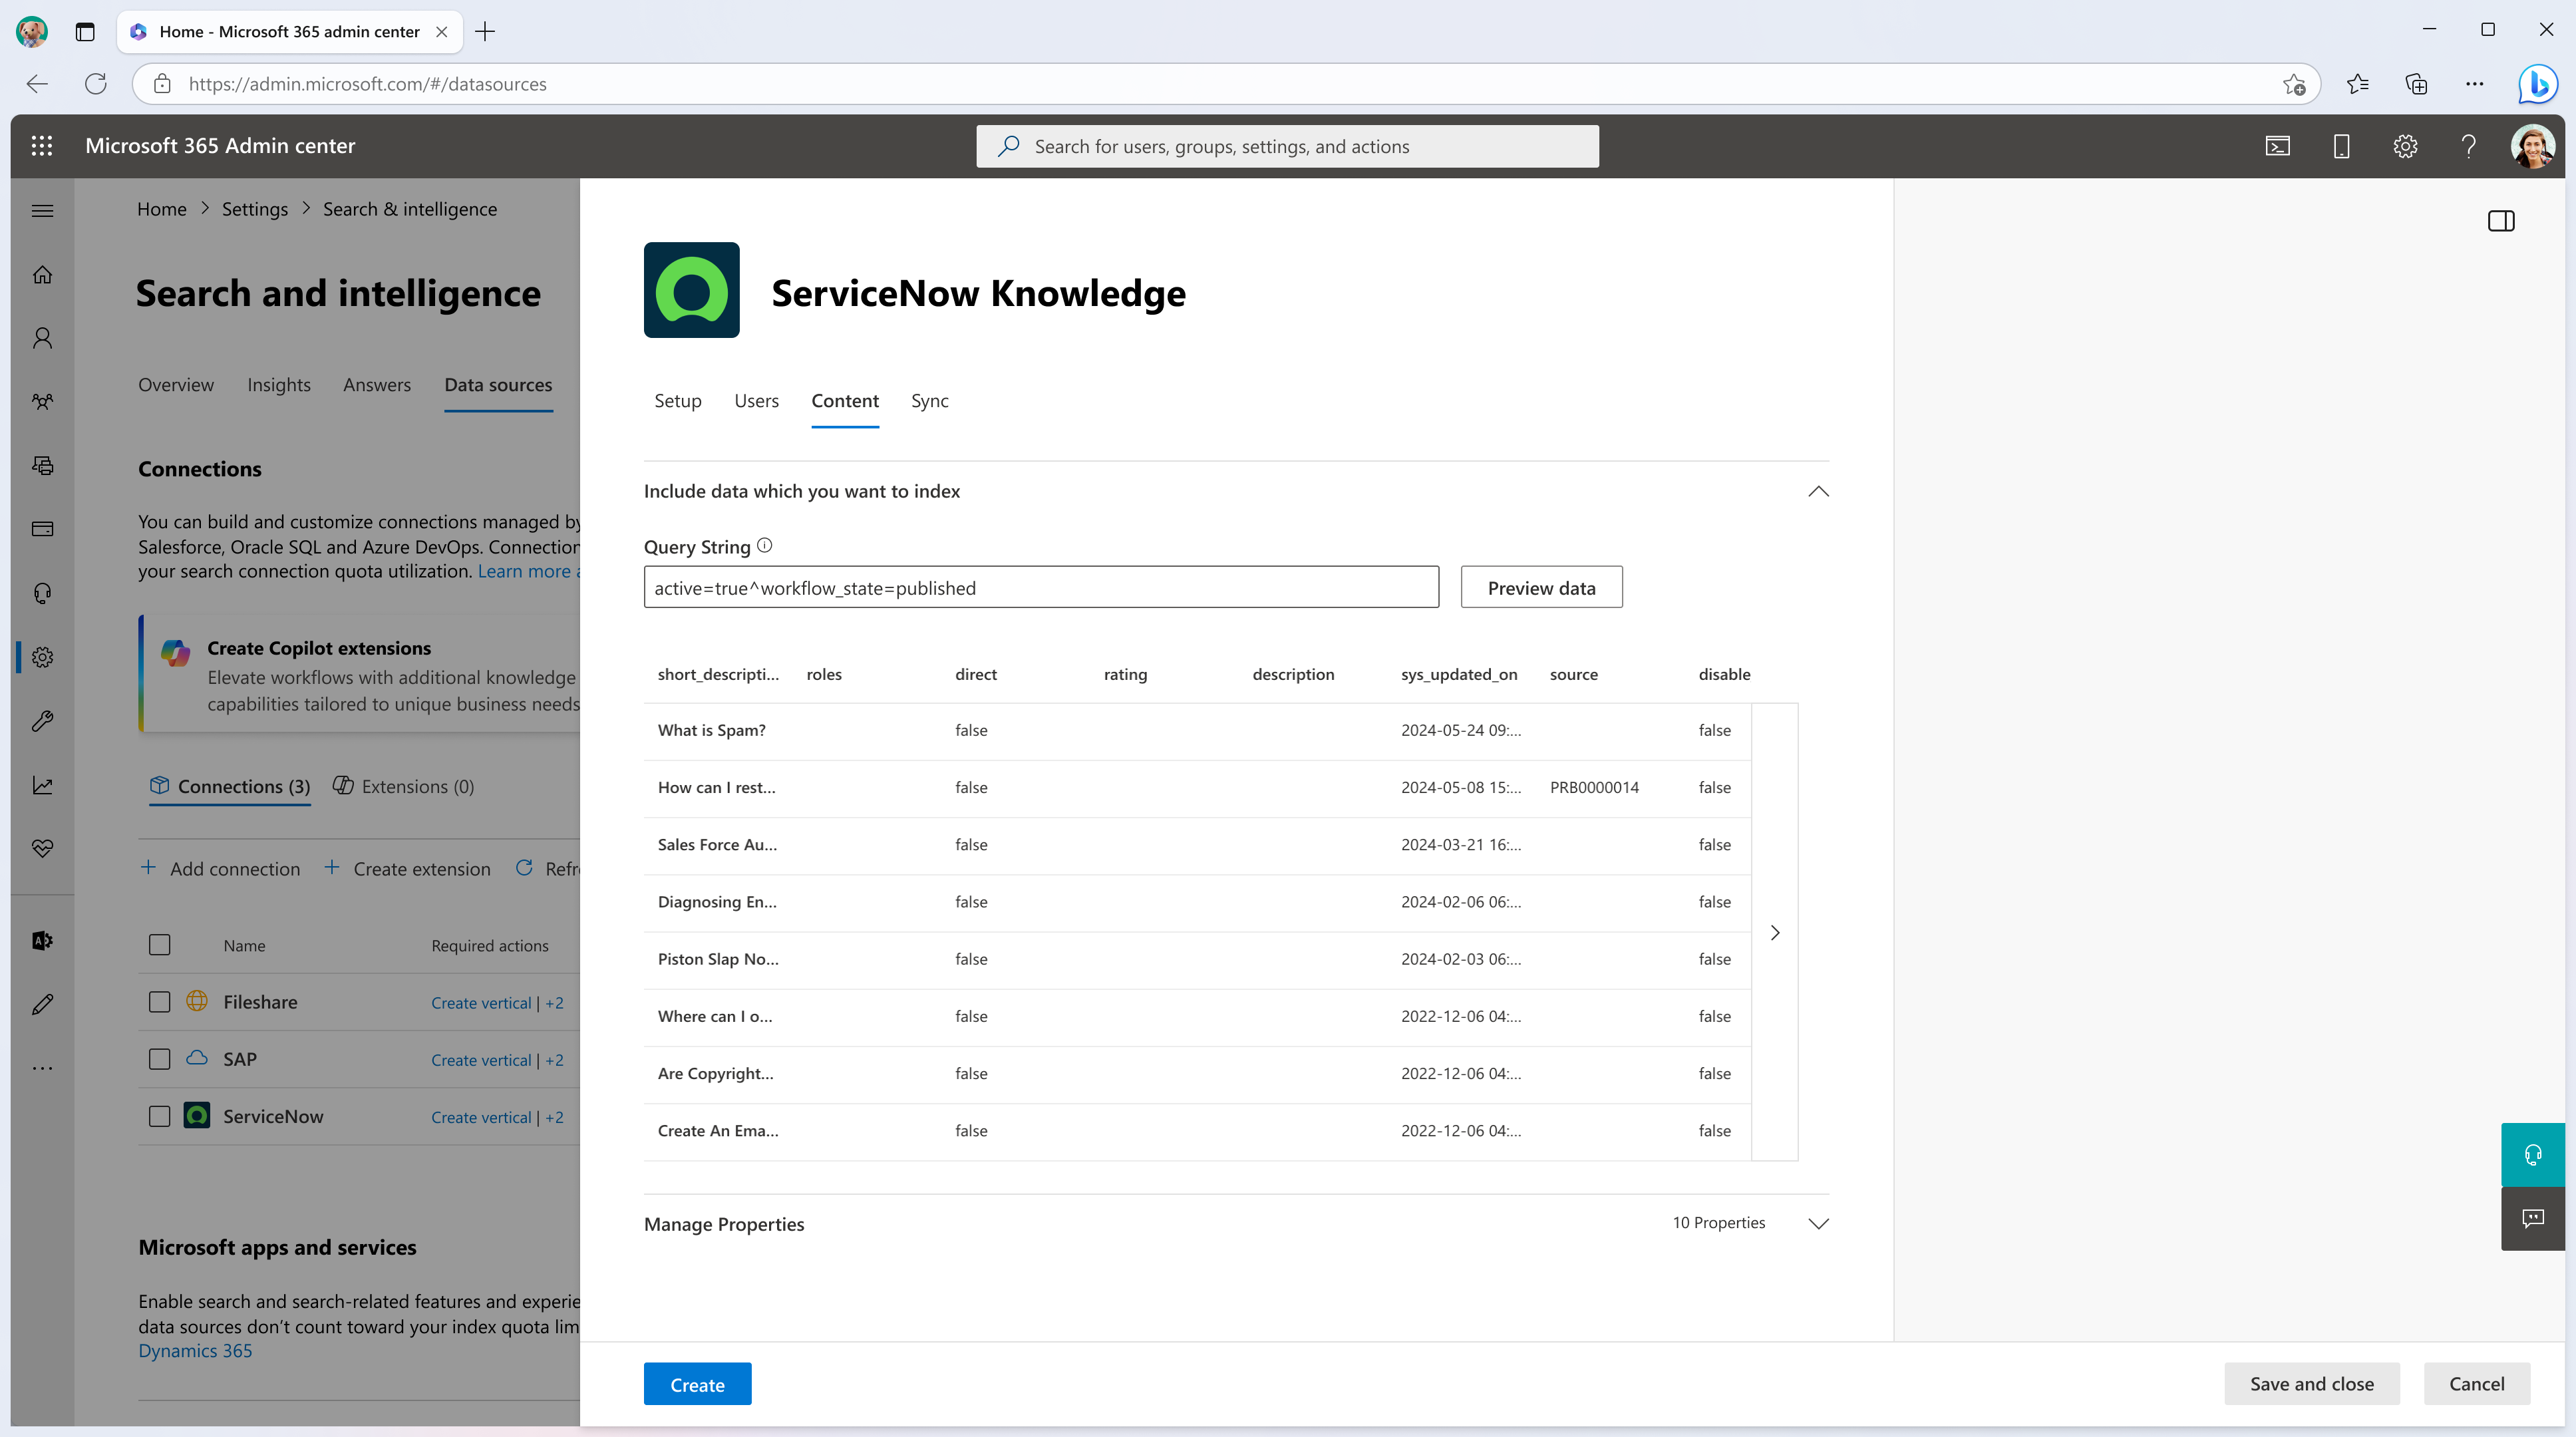 Home - Microsoft 365 admin center
https://admin.microsoft.com/#/datasources
Microsoft 365 Admin center
Search for users, groups, settings, and actions
Home > Settings > Search & intelligence
Search and intelligence
Overview Insights Answers Data sources
Connections
You can build and customize connections managed by
Salesforce, Oracle SQL and Azure DevOps. Connection
your search connection quota utilization. Learn more
Create Copilot extensions
Elevate workflows with additional knowledge
capabilities tailored to unique business needs
Connections (3) Extensions (0)
+ Add connection + Create extension Refr
Name Required actions
Fileshare Create vertical | +2
SAP Create vertical | +2
ServiceNow Create vertical | +2
Microsoft apps and services
Enable search and search-related features and experie
data sources don't count toward your index quota lim
Dynamics 365
ServiceNow Knowledge
Setup Users Content Sync
Include data which you want to index
Query String
active=true^workflow_state=published
Preview data
short_descripti... roles direct rating description sys_updated_on source disable
What is Spam? false 2024-05-24 09:... false
How can I rest... false 2024-05-08 15:... PRB0000014 false
Sales Force Au... false 2024-03-21 16:... false
Diagnosing En... false 2024-02-06 06:... false
Piston Slap No... false 2024-02-03 06:... false
Where can I o... false 2022-12-06 04:... false
Are Copyright... false 2022-12-06 04:... false
Create An Ema... false 2022-12-06 04:... false
Manage Properties 10 Properties
Create Save and close Cancel